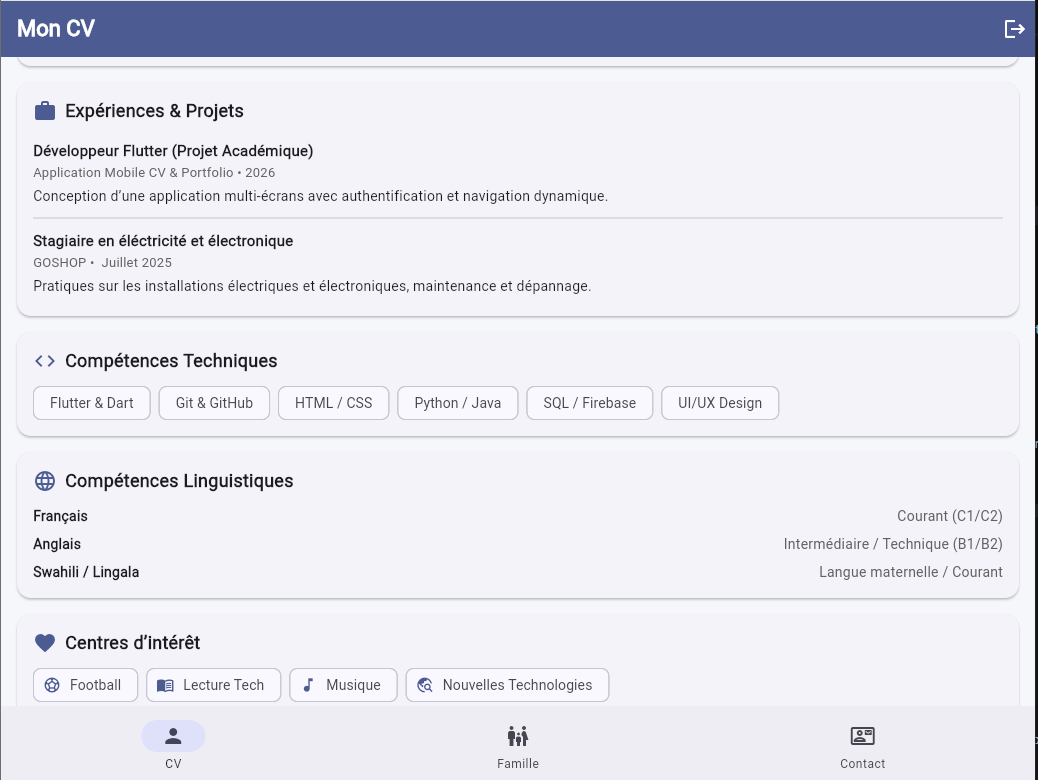 Mon CV
Expériences & Projets
Développeur Flutter (Projet Académique)
Application Mobile CV & Portfolio • 2026
Conception d’une application multi-écrans avec authentification et navigation dynamique.
Stagiaire en éléctricité et électronique
GOSHOP • Juillet 2025
Pratiques sur les installations électriques et électroniques, maintenance et dépannage.
Compétences Techniques
Flutter & Dart Git & GitHub HTML / CSS Python / Java SQL / Firebase UI/UX Design
Compétences Linguistiques
Français Courant (C1/C2)
Anglais Intermédiaire / Technique (B1/B2)
Swahili / Lingala Langue maternelle / Courant
Centres d’intérêt
Football Lecture Tech Musique Nouvelles Technologies
CV Famille Contact